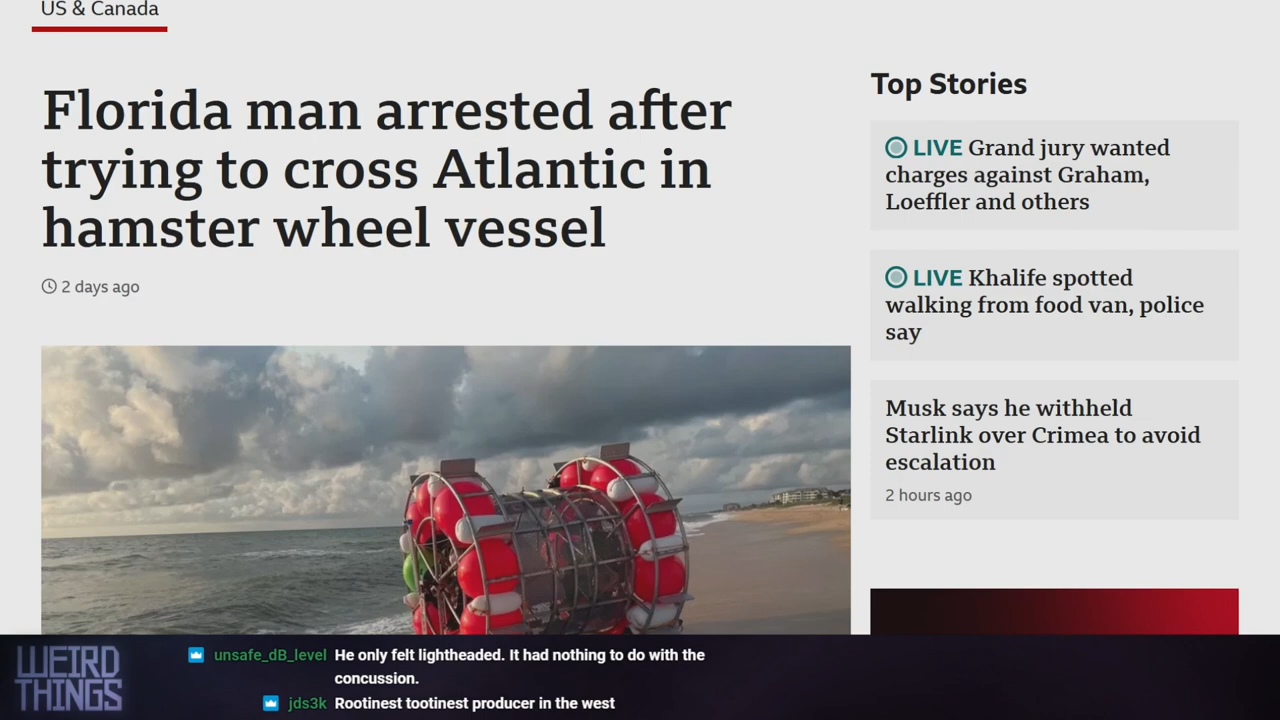 US & Canada
Florida man arrested after
trying to cross Atlantic in
hamster wheel vessel
2 days ago
Top Stories
LIVE Grand jury wanted
charges against Graham,
Loeffler and others
LIVE Khalife spotted
walking from food van, police
say
Musk says he withheld
Starlink over Crimea to avoid
escalation
2 hours ago
WEIRD
THINGS
unsafe_dB_level He only felt lightheaded. It had nothing to do with the
concussion.
jds3k Rootinest tootinest producer in the west